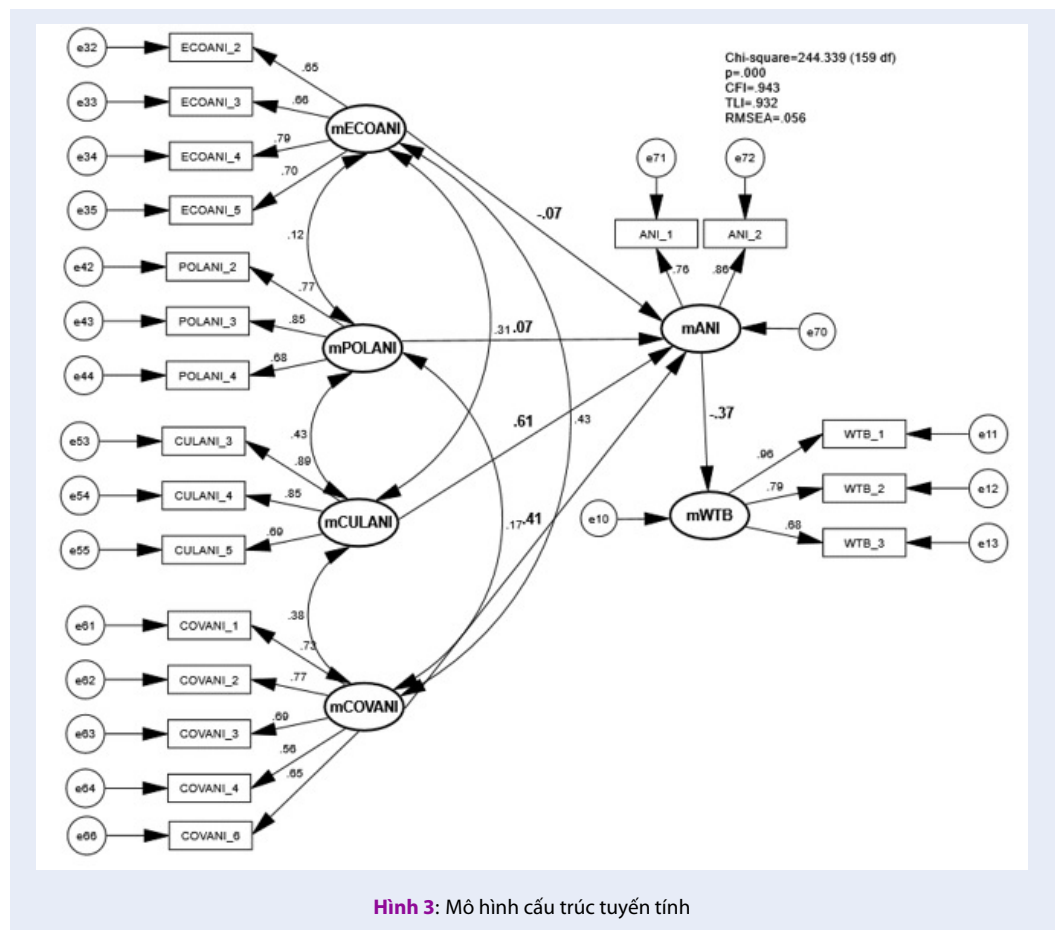 e32
ECOANI_2
.65
e33
ECOANI_3
.66
e34
ECOANI_4
.79
e35
ECOANI_5
.70
mECOANI
Chi-square=244.339 (159 df)
p=.000
CFI=.943
TLI=.932
RMSEA=.056
e71
e72
ANI_1
ANI_2
.76
.86
-.07
.12
e42
POLANI_2
.77
e43
POLANI_3
.85
e44
POLANI_4
.68
mPOLANI
.31
.07
mANI
e70
e53
CULANI_3
.43
.89
e54
CULANI_4
.85
e55
CULANI_5
.69
mCULANI
.61
.43
-.37
.17
.41
e10
mWTB
.96
WTB_1
e11
.79
WTB_2
e12
.68
WTB_3
e13
.38
e61
COVANI_1
.73
e62
COVANI_2
.77
e63
COVANI_3
.69
e64
COVANI_4
.56
e66
COVANI_6
.65
mCOVANI
Hình 3: Mô hình cấu trúc tuyến tính